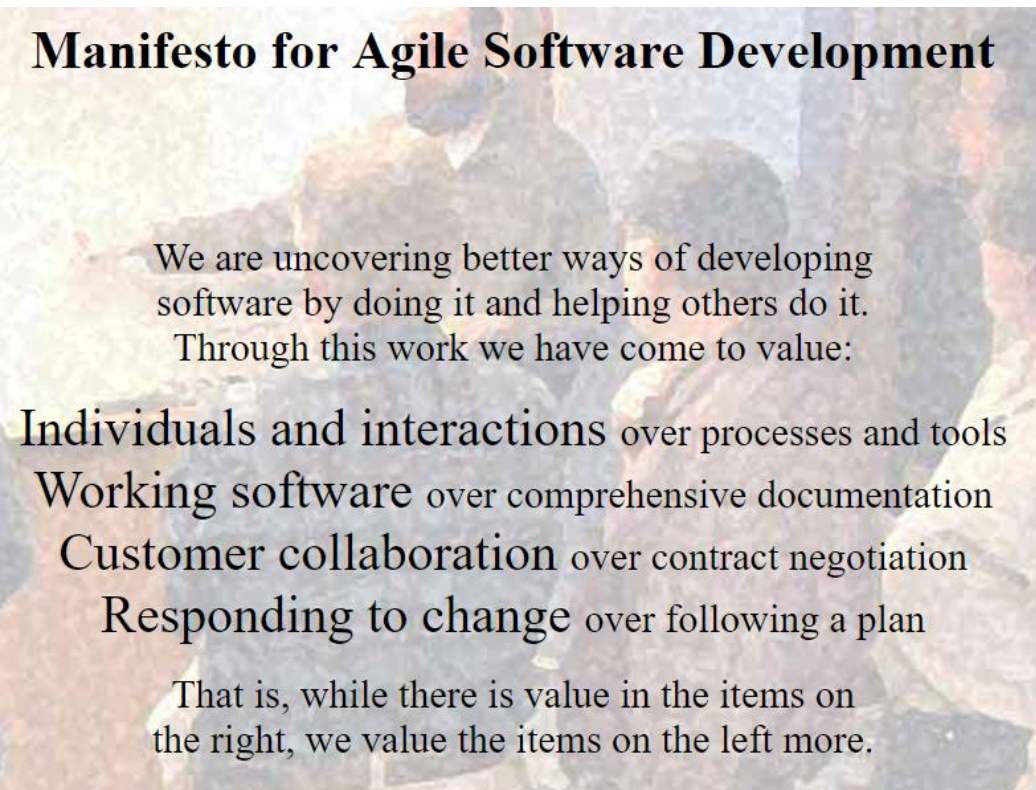 Manifesto for Agile Software Development
We are uncovering better ways of developing
software by doing it and helping others do it.
Through this work we have come to value:
Individuals and interactions over processes and tools
Working software over comprehensive documentation
Customer collaboration over contract negotiation
Responding to change over following a plan
That is, while there is value in the items on
the right, we value the items on the left more.